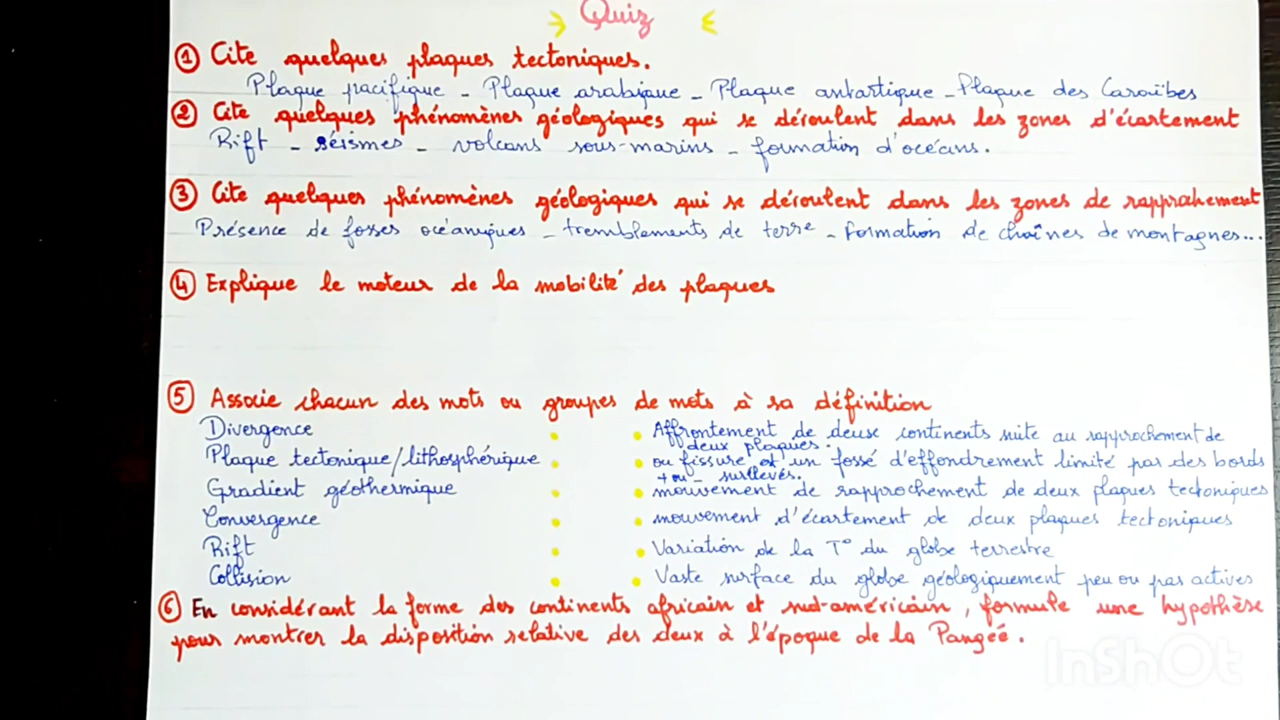 Quiz
① Cite quelques plaques tectoniques.
Plaque pacifique - Plaque arabique - Plaque antartique - Plaque des Caraïbes
② Cite quelques phénomènes géologiques qui se déroulent dans les zones d'écartement
Rift - séismes - volcans sous-marins - formation d'océans.
③ Cite quelques phénomènes géologiques qui se déroulent dans les zones de rapprochement
Présence de fosses océaniques - tremblements de terre - formation de chaînes de montagnes...
④ Explique le moteur de la mobilité des plaques
⑤ Associe chacun des mots ou groupes de mots à sa définition
Divergence • • Affrontement de deux continents suite au rapprochement de
deux plaques.
Plaque tectonique/lithosphérique • • ou fissure et un fossé d'effondrement limité par des bords
+ ou - surélevés.
Gradient géothermique • • mouvement de rapprochement de deux plaques tectoniques
Convergence • • mouvement d'écartement de deux plaques tectoniques
Rift • • Variation de la T° du globe terrestre
Collision • • Vaste surface du globe géologiquement peu ou pas actives
⑥ En considérant la forme des continents africain et sud-américain, formule une hypothèse
pour montrer la disposition relative des deux à l'époque de la Pangéé.
InShOt